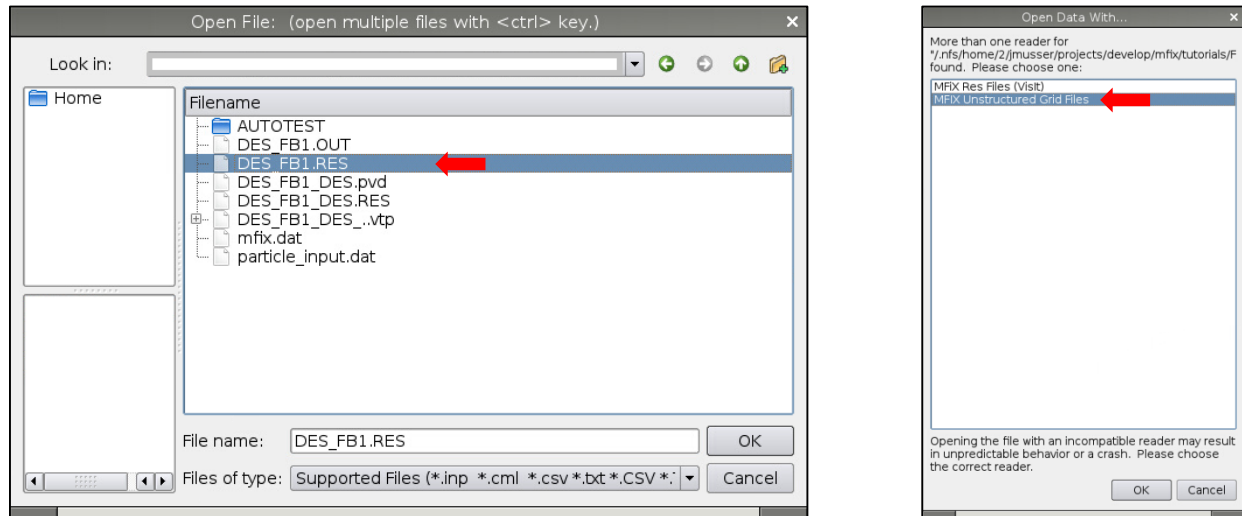 Open File: (open multiple files with <ctrl> key.)
Look in:
Home
Filename
AUTOTEST
DES_FB1.OUT
DES_FB1.RES
DES_FB1_DES.pvd
DES_FB1_DES.RES
DES_FB1_DES_..vtp
mfix.dat
particle_input.dat
File name: DES_FB1.RES OK
Files of type: Supported Files (*.inp *.cml *.csv *.txt *.CSV *.' Cancel
Open Data With...
More than one reader for
"/.nfs/home/2/jmusser/projects/develop/mfix/tutorials/F
found. Please choose one:
MFiX Res Files (VisIt)
MFIX Unstructured Grid Files
Opening the file with an incompatible reader may result
in unpredictable behavior or a crash. Please choose
the correct reader.
OK Cancel